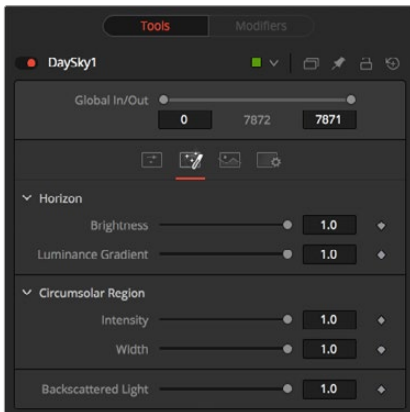 Tools Modifiers
DaySky1
Global In/Out
0 7872 7871
Horizon
Brightness 1.0
Luminance Gradient 1.0
Circumsolar Region
Intensity 1.0
Width 1.0
Backscattered Light 1.0